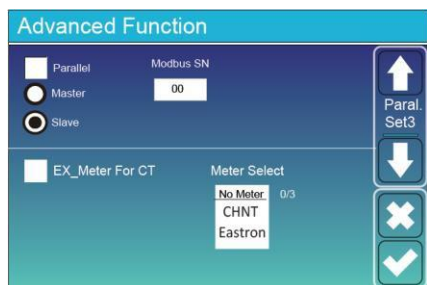 Advanced Function
Parallel
Modbus SN
Master
00
Slave
Paral.
Set3
EX_Meter For CT
Meter Select
No Meter 0/3
CHNT
Eastron